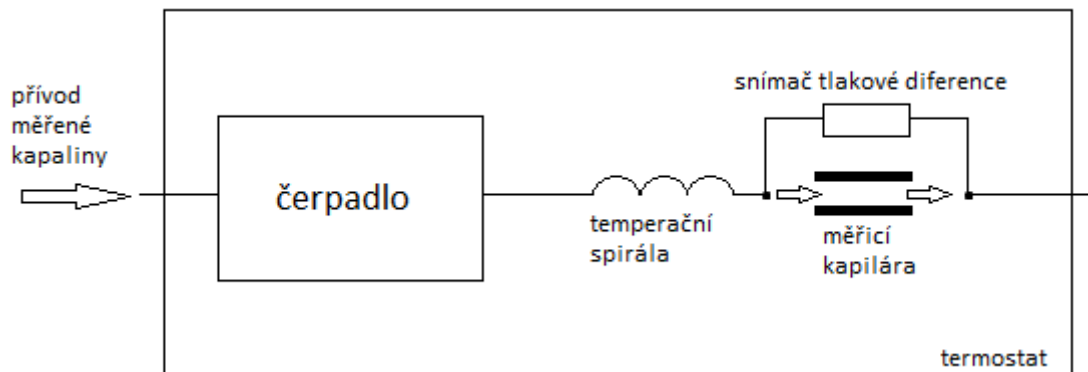 přívod
měřené
kapaliny
čerpadlo
temperační
spirála
snímač tlakové diference
měřicí
kapilára
termostat